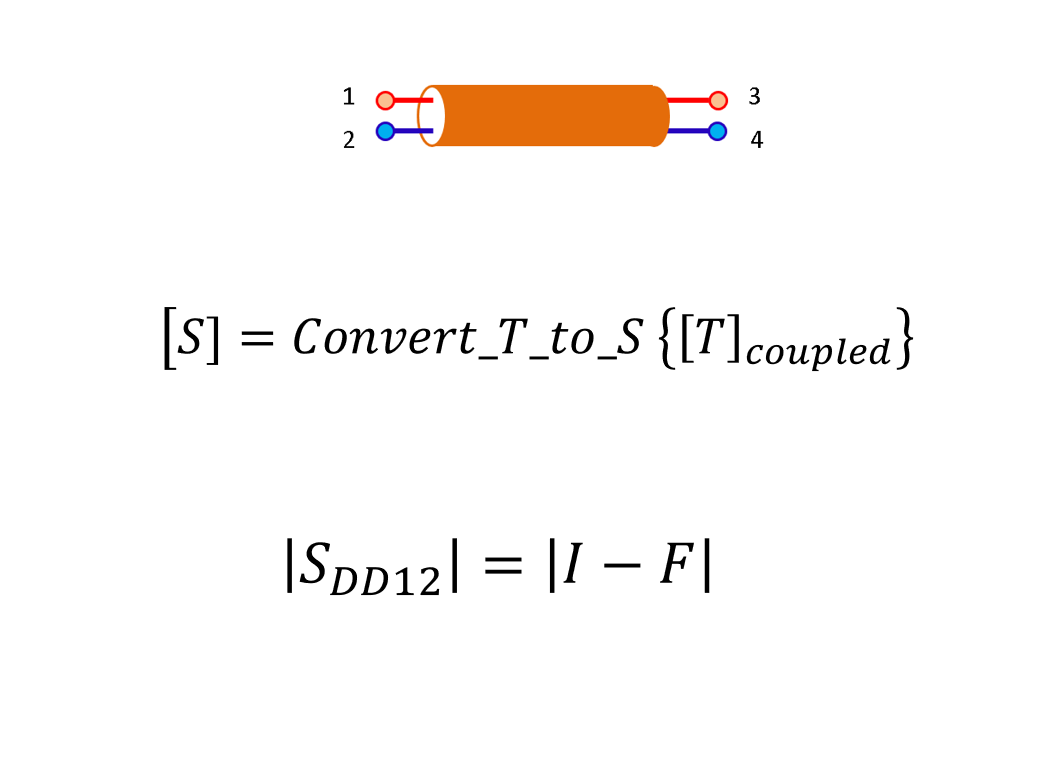 1 3
2 4
[S] = Convert_T_to_S {[T]coupled}
|SDD12| = |I − F|